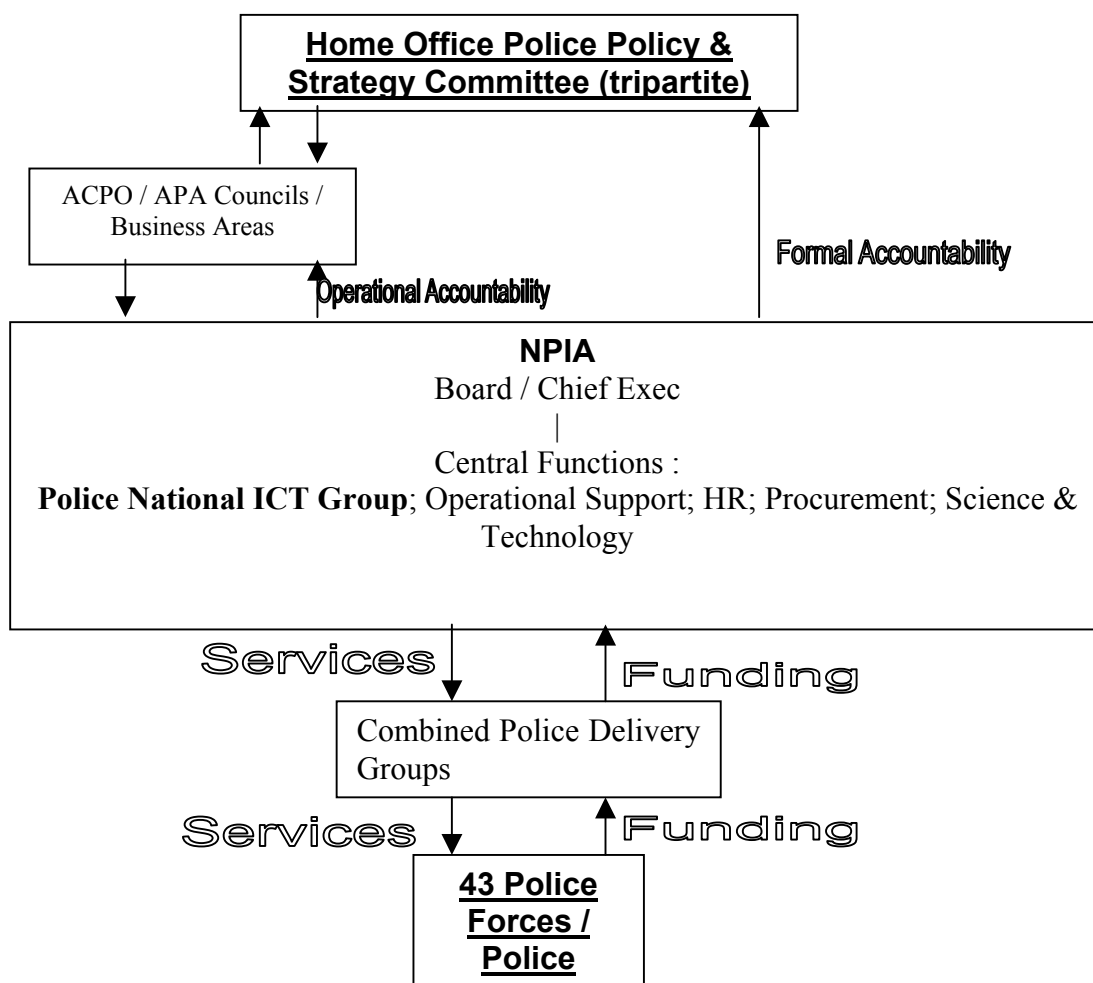 Home Office Police Policy &
Strategy Committee (tripartite)
ACPO / APA Councils /
Business Areas
Formal Accountability
Operational Accountability
NPIA
Board / Chief Exec
|
Central Functions :
Police National ICT Group; Operational Support; HR; Procurement; Science &
Technology
Services
Funding
Combined Police Delivery
Groups
Services
Funding
43 Police
Forces /
Police